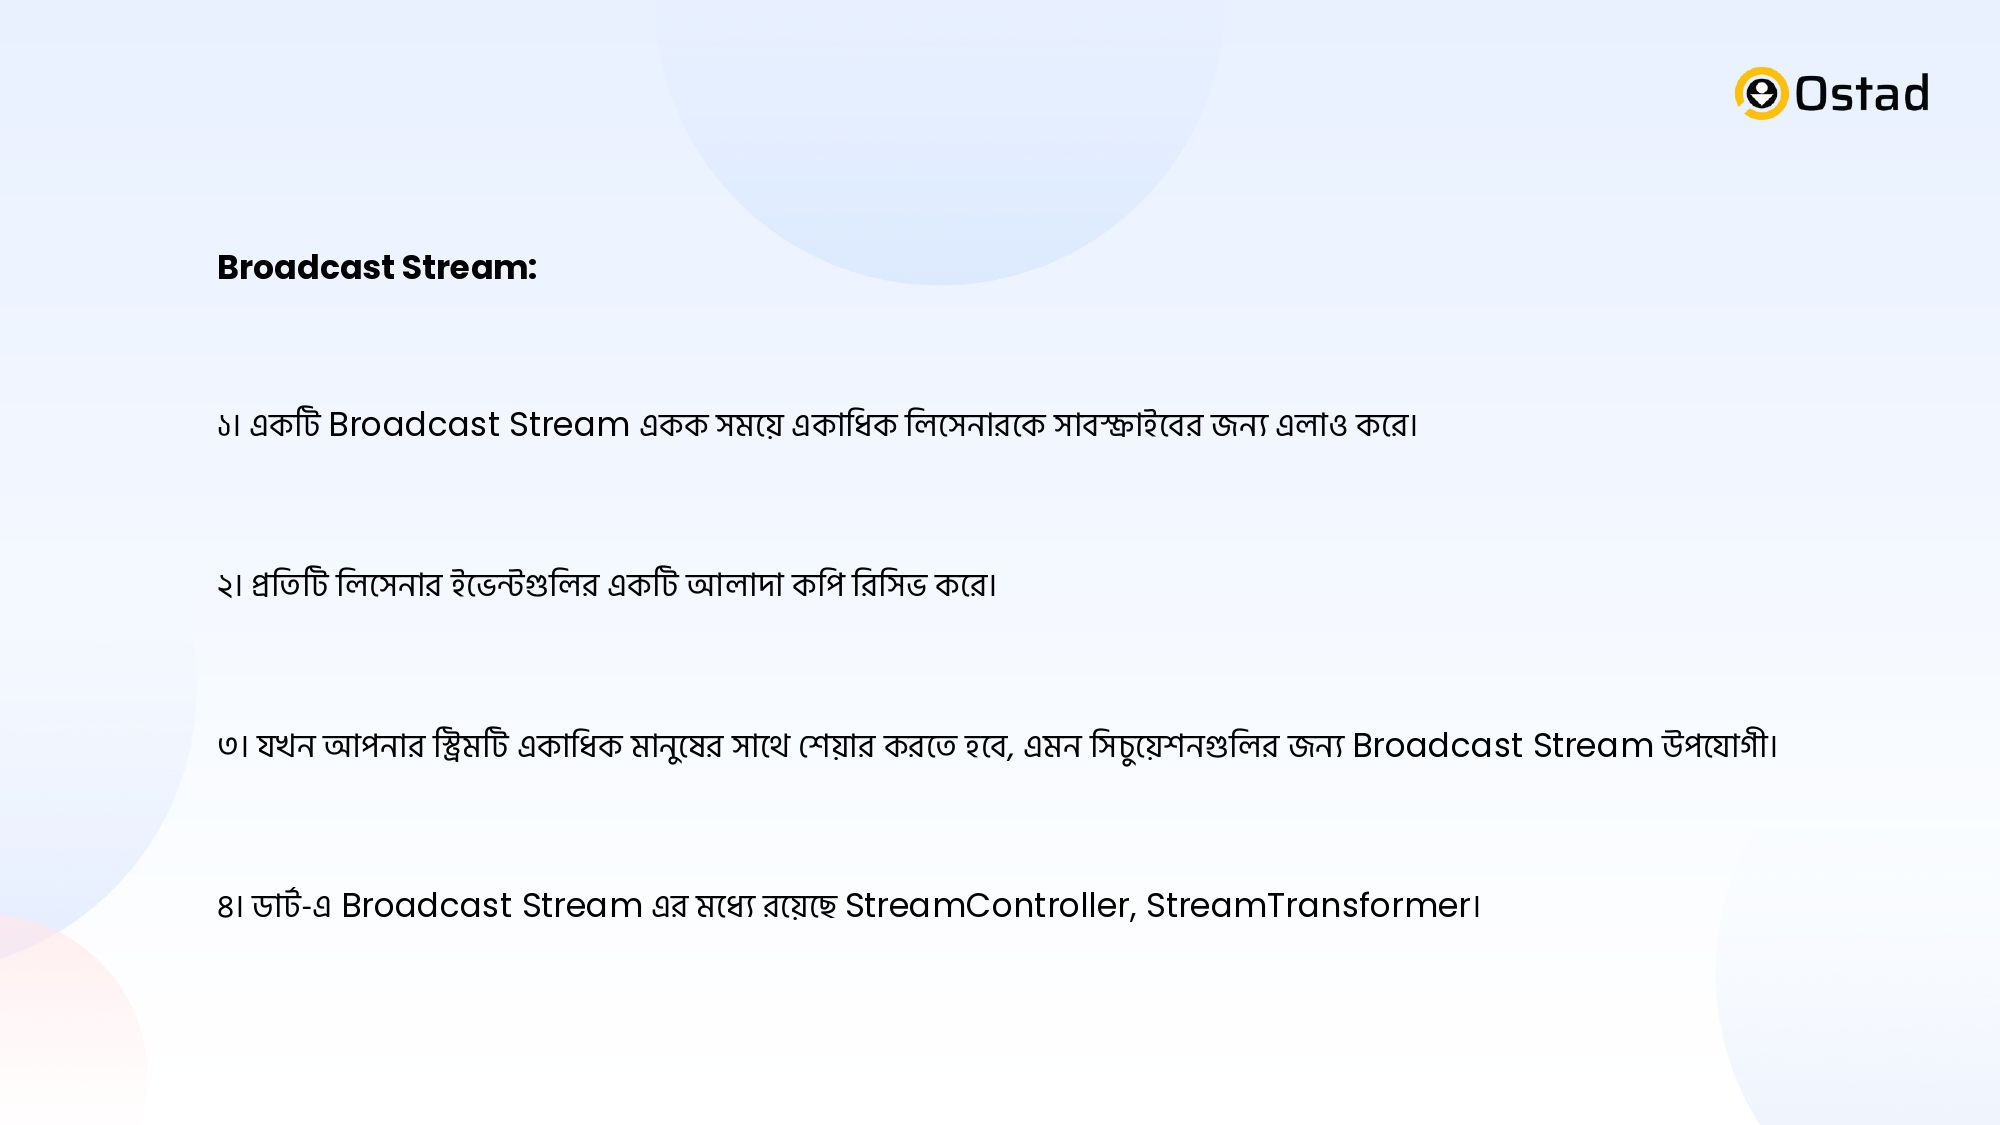 Ostad
Broadcast Stream:
১। একটি Broadcast Stream একক সময়ে একাধিক লিসেনারকে সাবস্ক্রাইবের জন্য এলাও করে।
২। প্রতিটি লিসেনার ইভেন্টগুলির একটি আলাদা কপি রিসিভ করে।
৩। যখন আপনার স্ট্রিমটি একাধিক মানুষের সাথে শেয়ার করতে হবে, এমন সিচুয়েশনগুলির জন্য Broadcast Stream উপযোগী।
৪। ডার্ট-এ Broadcast Stream এর মধ্যে রয়েছে StreamController, StreamTransformer।